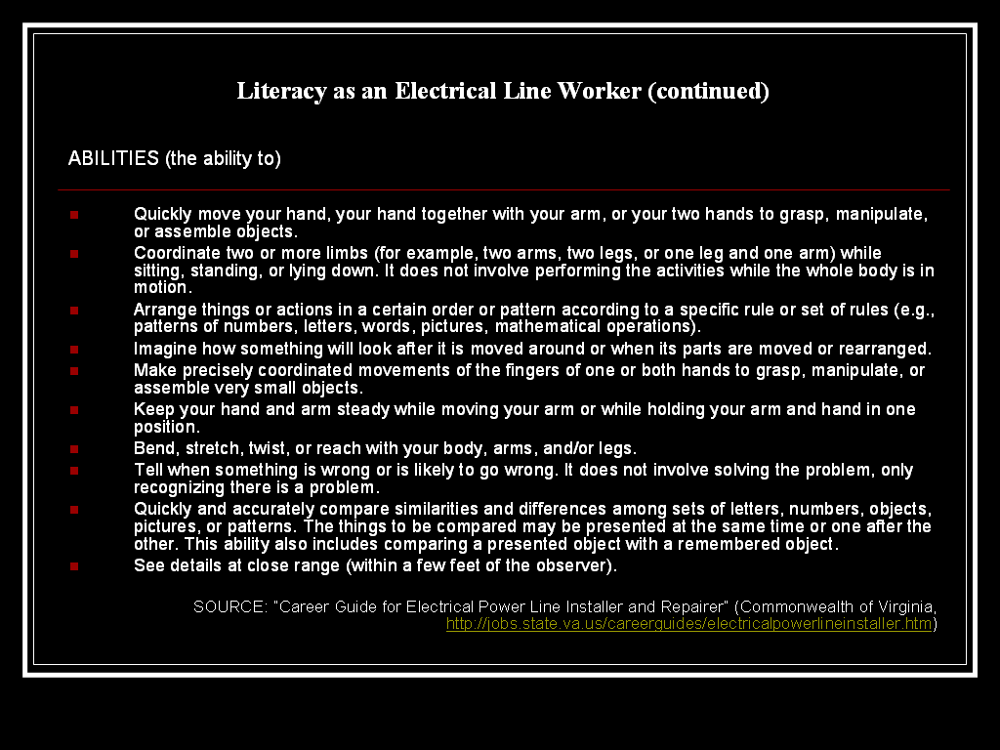 Literacy as an Electrical Line Worker (continued)
ABILITIES (the ability to)
Quickly move your hand, your hand together with your arm, or your two hands to grasp, manipulate,
or assemble objects.
Coordinate two or more limbs (for example, two arms, two legs, or one leg and one arm) while
sitting, standing, or lying down. It does not involve performing the activities while the whole body is in
motion.
Arrange things or actions in a certain order or pattern according to a specific rule or set of rules (e.g.,
patterns of numbers, letters, words, pictures, mathematical operations).
Imagine how something will look after it is moved around or when its parts are moved or rearranged.
Make precisely coordinated movements of the fingers of one or both hands to grasp, manipulate, or
assemble very small objects.
Keep your hand and arm steady while moving your arm or while holding your arm and hand in one
position.
Bend, stretch, twist, or reach with your body, arms, and/or legs.
Tell when something is wrong or is likely to go wrong. It does not involve solving the problem, only
recognizing there is a problem.
Quickly and accurately compare similarities and differences among sets of letters, numbers, objects,
pictures, or patterns. The things to be compared may be presented at the same time or one after the
other. This ability also includes comparing a presented object with a remembered object.
See details at close range (within a few feet of the observer).
SOURCE: "Career Guide for Electrical Power Line Installer and Repairer" (Commonwealth of Virginia,
http://jobs.state.va.us/careerguides/electricalpowerlineinstaller.htm)